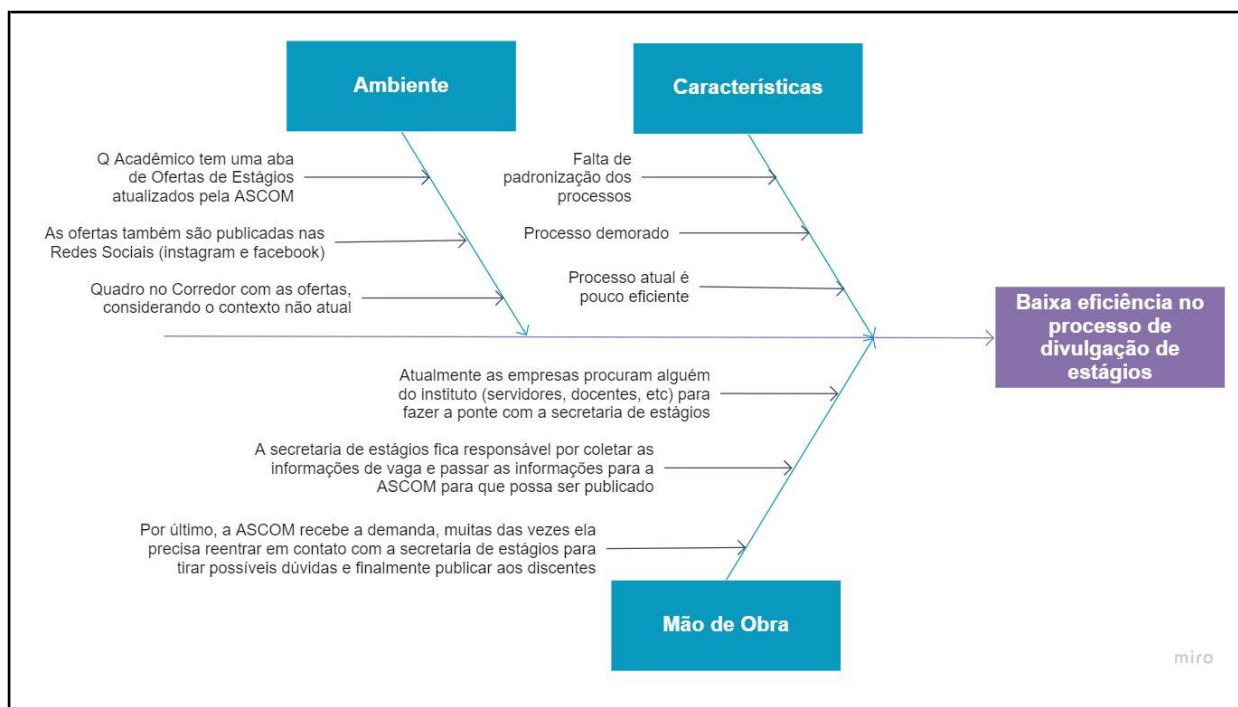 Ambiente
Q Acadêmico tem uma aba
de Ofertas de Estágios
atualizados pela ASCOM
As ofertas também são publicadas nas
Redes Sociais (instagram e facebook)
Quadro no Corredor com as ofertas,
considerando o contexto não atual
Características
Falta de
padronização dos
processos
Processo demorado
Processo atual é
pouco eficiente
Baixa eficiência no
processo de
divulgação de
estágios
Atualmente as empresas procuram alguém
do instituto (servidores, docentes, etc) para
fazer a ponte com a secretaria de estágios
A secretaria de estágios fica responsável por coletar as
informações de vaga e passar as informações para a
ASCOM para que possa ser publicado
Por último, a ASCOM recebe a demanda, muitas das vezes ela
precisa reentrar em contato com a secretaria de estágios para
tirar possíveis dúvidas e finalmente publicar aos discentes
Mão de Obra
miro